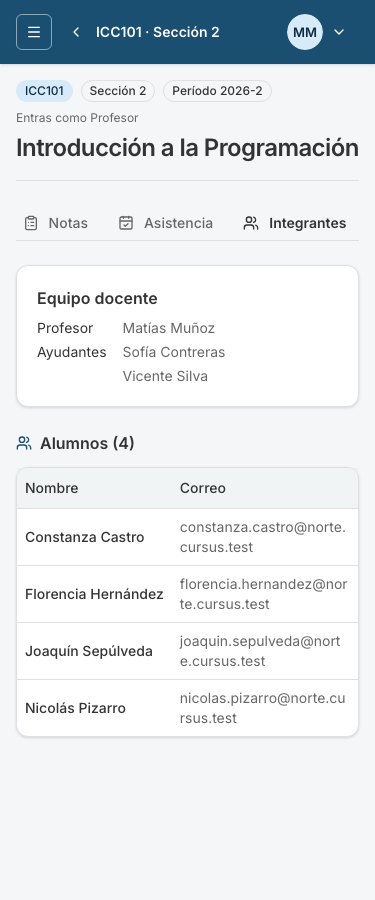 ICC101 · Sección 2
MM
ICC101
Sección 2
Período 2026-2
Entras como Profesor
Introducción a la Programación
Notas
Asistencia
Integrantes
Equipo docente
Profesor Matías Muñoz
Ayudantes Sofía Contreras
Vicente Silva
Alumnos (4)
Nombre Correo
Constanza Castro constanza.castro@norte.
cursus.test
Florencia Hernández florencia.hernandez@nor
te.cursus.test
Joaquín Sepúlveda joaquin.sepulveda@nort
e.cursus.test
Nicolás Pizarro nicolas.pizarro@norte.cu
rsus.test